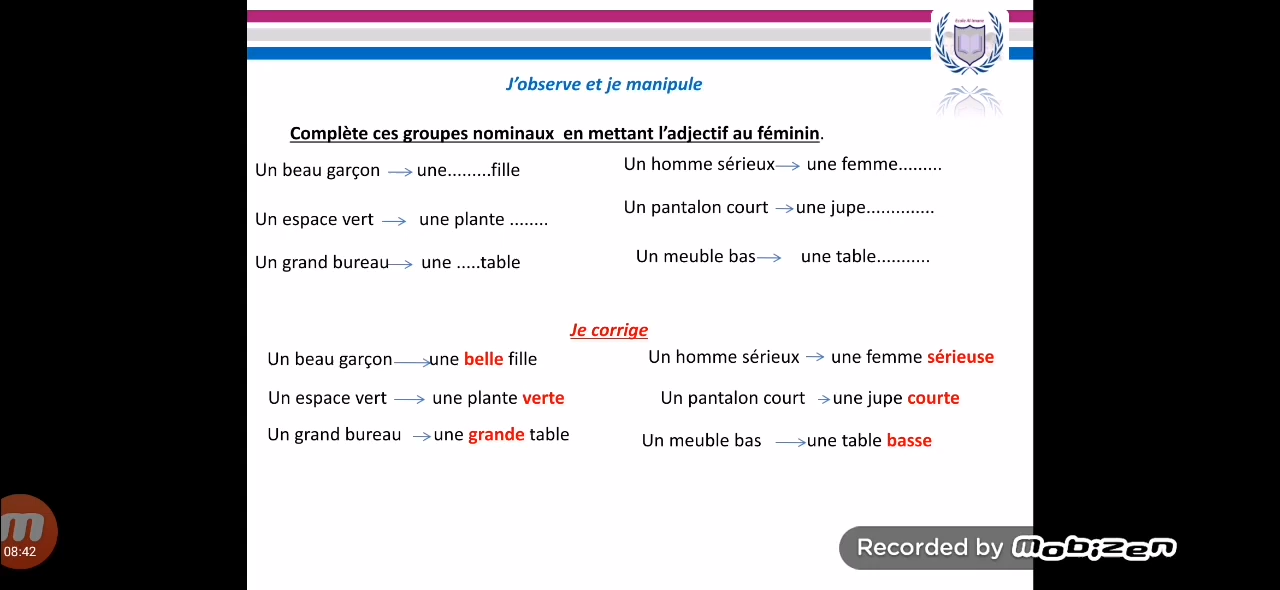 J'observe et je manipule
Complète ces groupes nominaux en mettant l'adjectif au féminin.
Un beau garçon → une.........fille
Un homme sérieux→ une femme.........
Un espace vert → une plante ........
Un pantalon court →une jupe..............
Un grand bureau→ une .....table
Un meuble bas→ une table...........
Je corrige
Un beau garçon→une belle fille
Un homme sérieux → une femme sérieuse
Un espace vert → une plante verte
Un pantalon court →une jupe courte
Un grand bureau →une grande table
Un meuble bas →une table basse
08:42
Recorded by mobizen